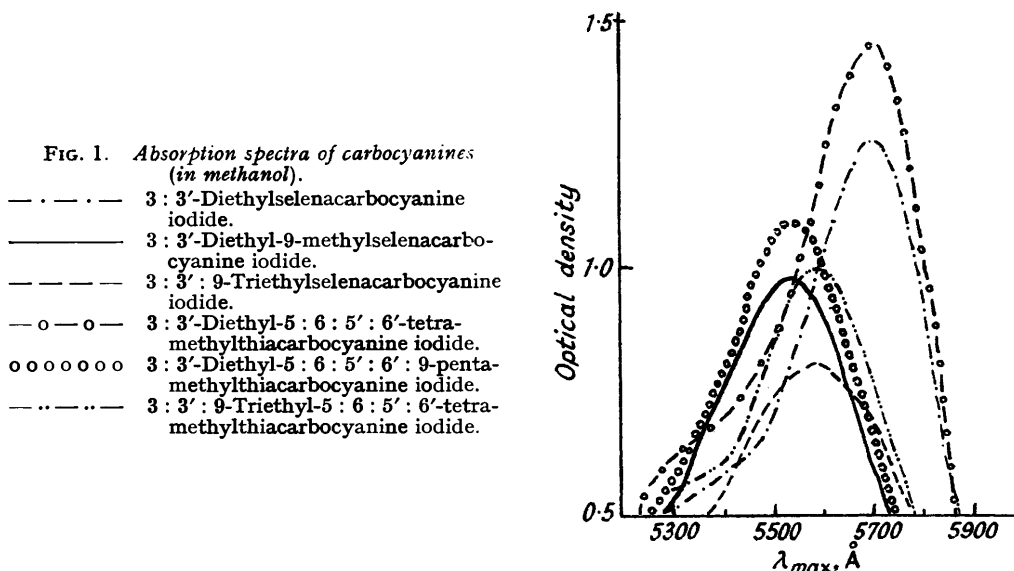 FIG. 1. Absorption spectra of carbocyanines
(in methanol).
3 : 3′-Diethylselenacarbocyanine
iodide.
3 : 3′-Diethyl-9-methylselenacarbo-
cyanine iodide.
3 : 3′ : 9-Triethylselenacarbocyanine
iodide.
3 : 3′-Diethyl-5 : 6 : 5′ : 6′-tetra-
methylthiacarbocyanine iodide.
3 : 3′-Diethyl-5 : 6 : 5′ : 6′ : 9-penta-
methylthiacarbocyanine iodide.
3 : 3′ : 9-Triethyl-5 : 6 : 5′ : 6′-tetra-
methylthiacarbocyanine iodide.
1·5
1·0
0·5
Optical density
5300 5500 5700 5900
λmax, Å